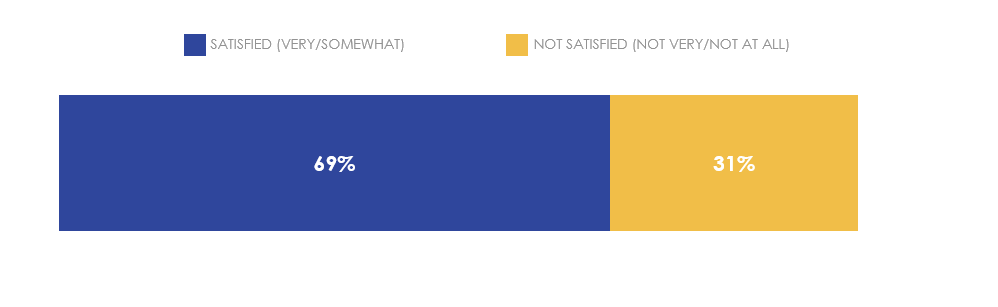 SATISFIED (VERY/SOMEWHAT) NOT SATISFIED (NOT VERY/NOT AT ALL)
69% 31%